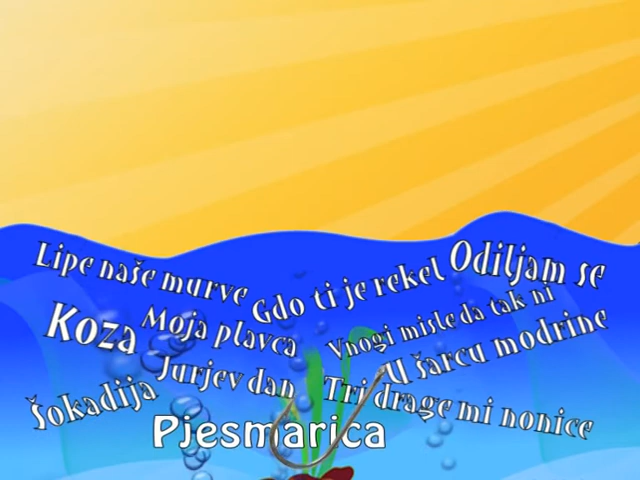 Lipe naše murve
Gdo ti je rekel
Odiljam se
Koza
Moja plavca
Vnogi misle da tak ni
Jurjev dan
U šarcu modrine
Šokadija
Tri drage mi nonice
Pjesmarica